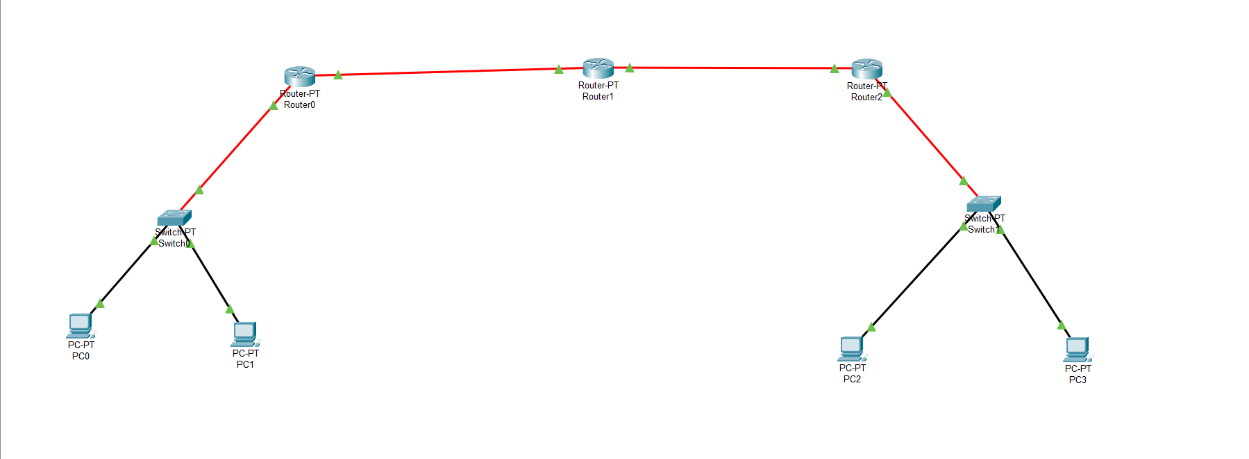 Router-PT
Router0
Router-PT
Router1
Router-PT
Router2
Switch-PT
Switch0
Switch-PT
Switch1
PC-PT
PC0
PC-PT
PC1
PC-PT
PC2
PC-PT
PC3